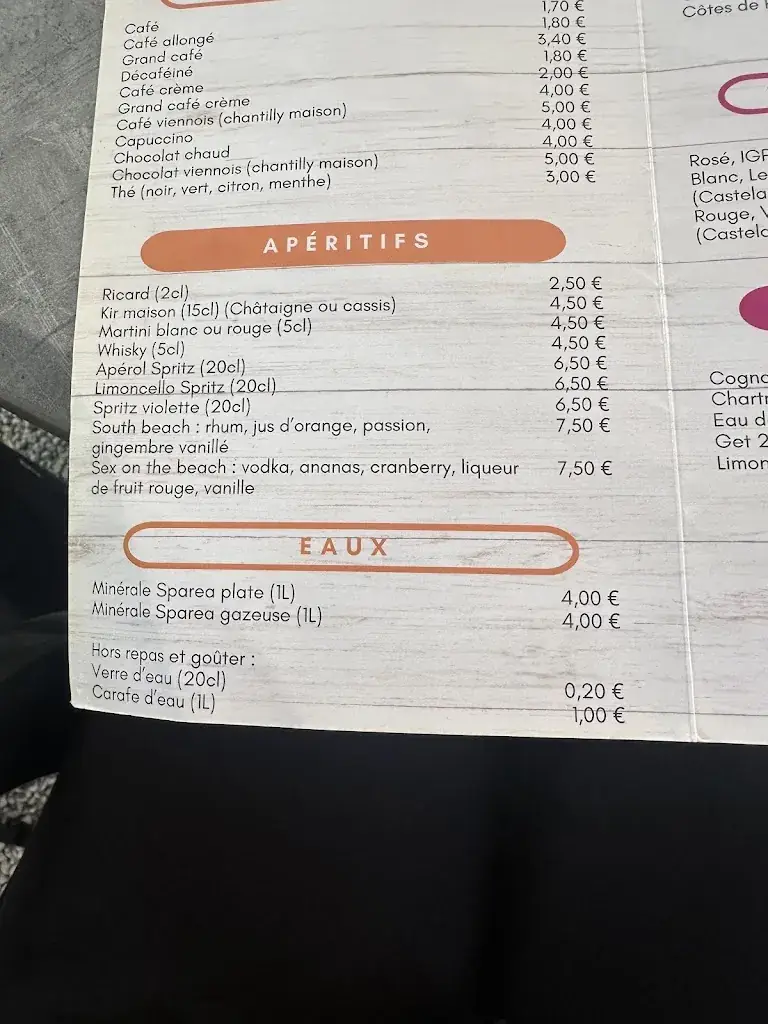 Café 1,70 €
Café allongé 1,80 €
Grand café 3,40 €
Décaféiné 1,80 €
Café crème 2,00 €
Grand café crème 4,00 €
Café viennois (chantilly maison) 5,00 €
Capuccino 4,00 €
Chocolat chaud 4,00 €
Chocolat viennois (chantilly maison) 5,00 €
Thé (noir, vert, citron, menthe) 3,00 €
APÉRITIFS
Ricard (2cl) 2,50 €
Kir maison (15cl) (Châtaigne ou cassis) 4,50 €
Martini blanc ou rouge (5cl) 4,50 €
Whisky (5cl) 4,50 €
Apérol Spritz (20cl) 6,50 €
Limoncello Spritz (20cl) 6,50 €
Spritz violette (20cl) 6,50 €
South beach : rhum, jus d'orange, passion, 7,50 €
gingembre vanillé
Sex on the beach : vodka, ananas, cranberry, liqueur 7,50 €
de fruit rouge, vanille
EAUX
Minérale Sparea plate (1L) 4,00 €
Minérale Sparea gazeuse (1L) 4,00 €
Hors repas et goûter :
Verre d'eau (20cl) 0,20 €
Carafe d'eau (1L) 1,00 €
Côtes de
Rosé, IGP
Blanc, Le
(Castela
Rouge, V
(Castela
Cogna
Chartr
Eau d
Get 2
Limon